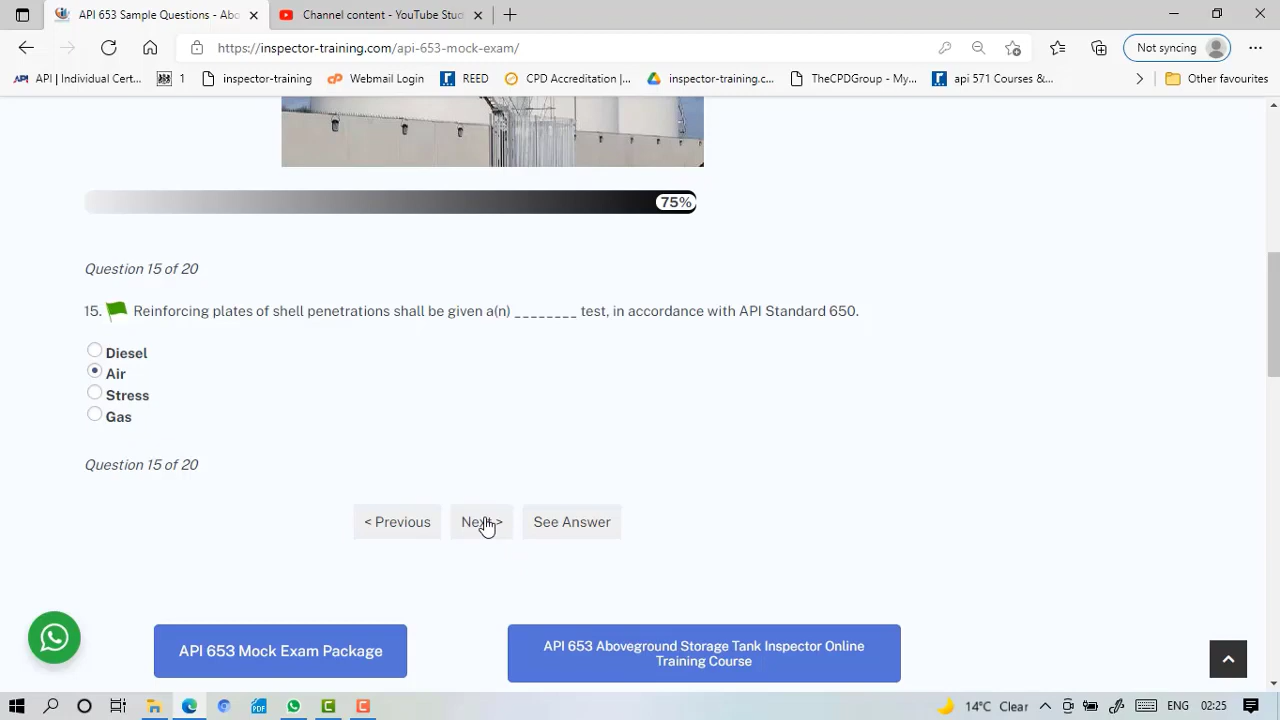 API 653 Sample Questions - Abo
Channel content - YouTube Stud
https://inspector-training.com/api-653-mock-exam/
Not syncing
API | Individual Cert...
1
inspector-training
Webmail Login
REED
CPD Accreditation |...
inspector-training.c...
TheCPDGroup - My...
api 571 Courses &...
Other favourites
75%
Question 15 of 20
15. Reinforcing plates of shell penetrations shall be given a(n) ________ test, in accordance with API Standard 650.
Diesel
Air
Stress
Gas
Question 15 of 20
< Previous
Next >
See Answer
API 653 Mock Exam Package
API 653 Aboveground Storage Tank Inspector Online
Training Course
14°C Clear
ENG
02:25